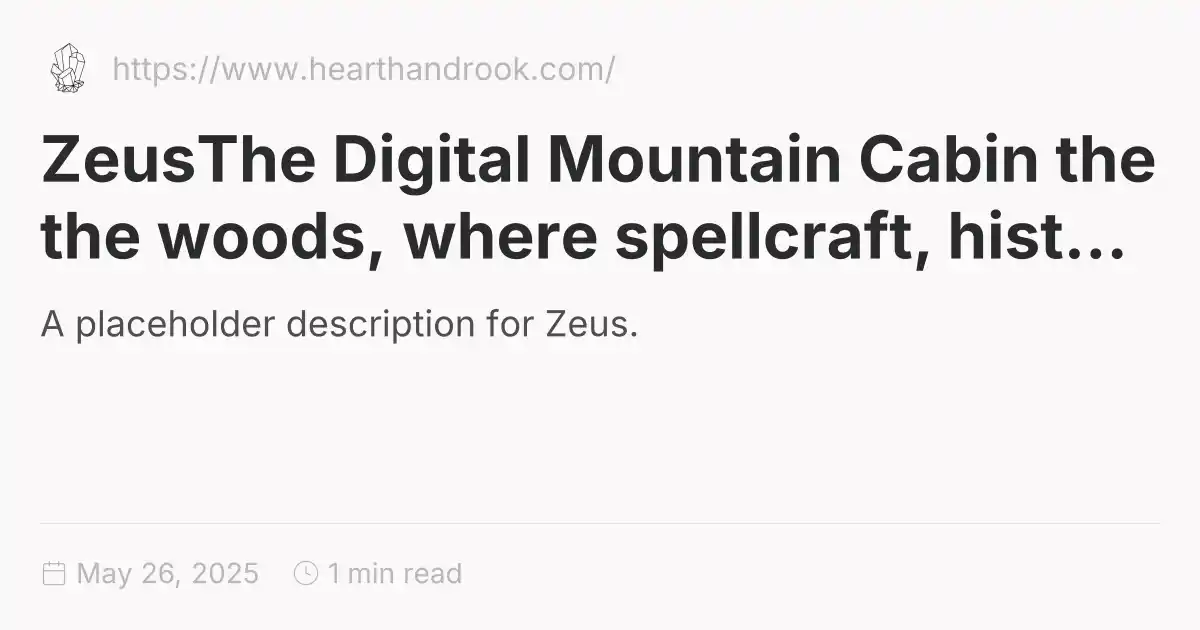 https://www.hearthandrook.com/
ZeusThe Digital Mountain Cabin the
the woods, where spellcraft, hist...
A placeholder description for Zeus.
May 26, 2025 1 min read